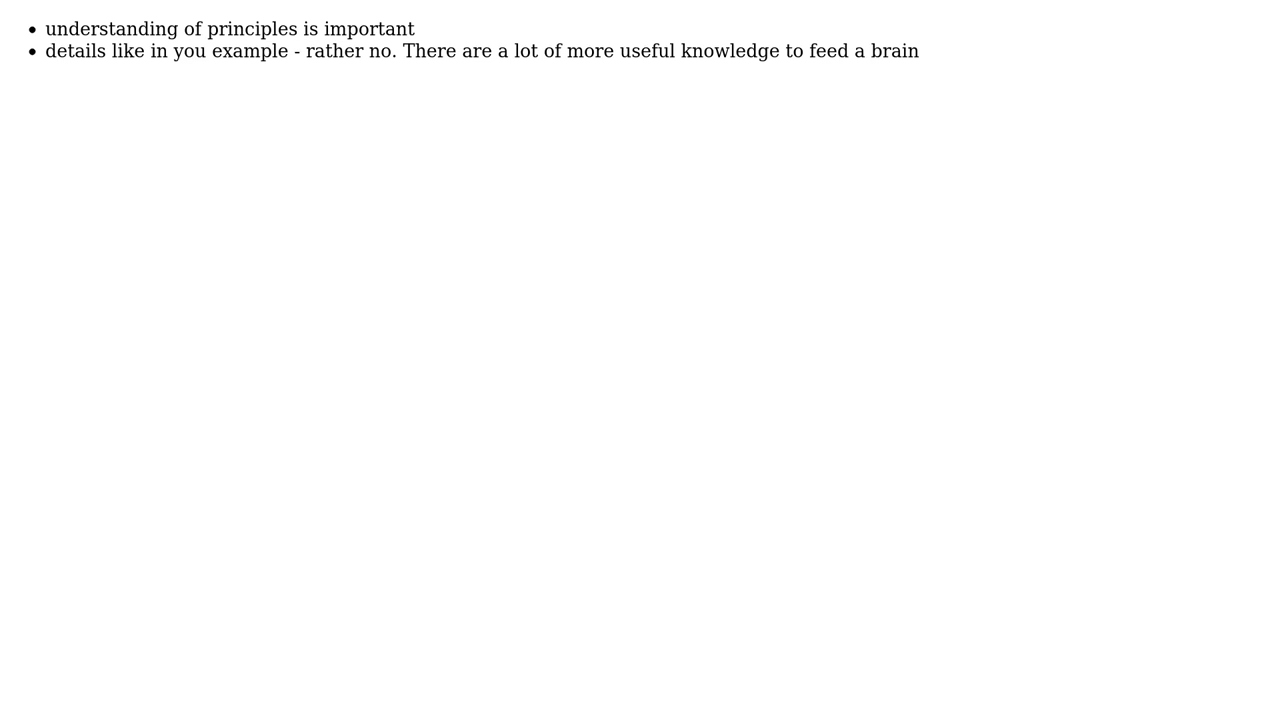 • understanding of principles is important
• details like in you example - rather no. There are a lot of more useful knowledge to feed a brain